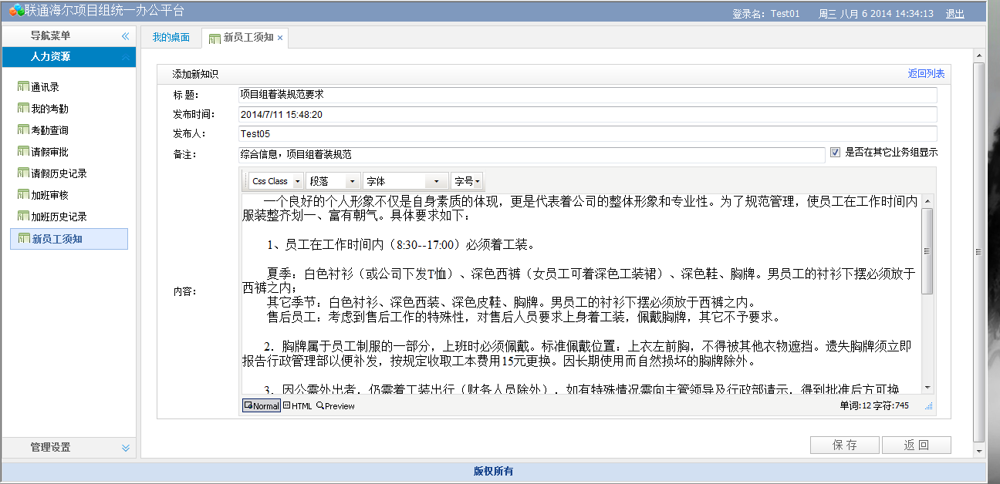 联通海尔项目组统一办公平台
登录名：Test01 周三 八月 6 2014 14:34:13 退出
导航菜单
人力资源
通讯录
我的考勤
考勤查询
请假审批
请假历史记录
加班审核
加班历史记录
新员工须知
管理设置
我的桌面 新员工须知 ×
添加新知识 返回列表
标 题： 项目组着装规范要求
发布时间： 2014/7/11 15:48:20
发布人： Test05
备注： 综合信息，项目组着装规范 是否在其它业务组显示
内容：
Css Class 段落 字体 字号
一个良好的个人形象不仅是自身素质的体现，更是代表着公司的整体形象和专业性。为了规范管理，使员工在工作时间内
服装整齐划一、富有朝气。具体要求如下：
1、员工在工作时间内（8:30--17:00）必须着工装。
夏季：白色衬衫（或公司下发T恤）、深色西裤（女员工可着深色工装裙）、深色鞋、胸牌。男员工的衬衫下摆必须放于
西裤之内；
其它季节：白色衬衫、深色西装、深色皮鞋、胸牌。男员工的衬衫下摆必须放于西裤之内。
售后员工：考虑到售后工作的特殊性，对售后人员要求上身着工装，佩戴胸牌，其它不予要求。
2．胸牌属于员工制服的一部分，上班时必须佩戴。标准佩戴位置：上衣左前胸，不得被其他衣物遮挡。遗失胸牌须立即
报告行政管理部以便补发，按规定收取工本费用15元更换。因长期使用而自然损坏的胸牌除外。
3．因公需外出者，仍需着工装出行（财务人员除外），如有特殊情况需向主管领导及行政部请示，得到批准后方可换
Normal HTML Preview 单词:12 字符:745
保 存 返 回
版权所有